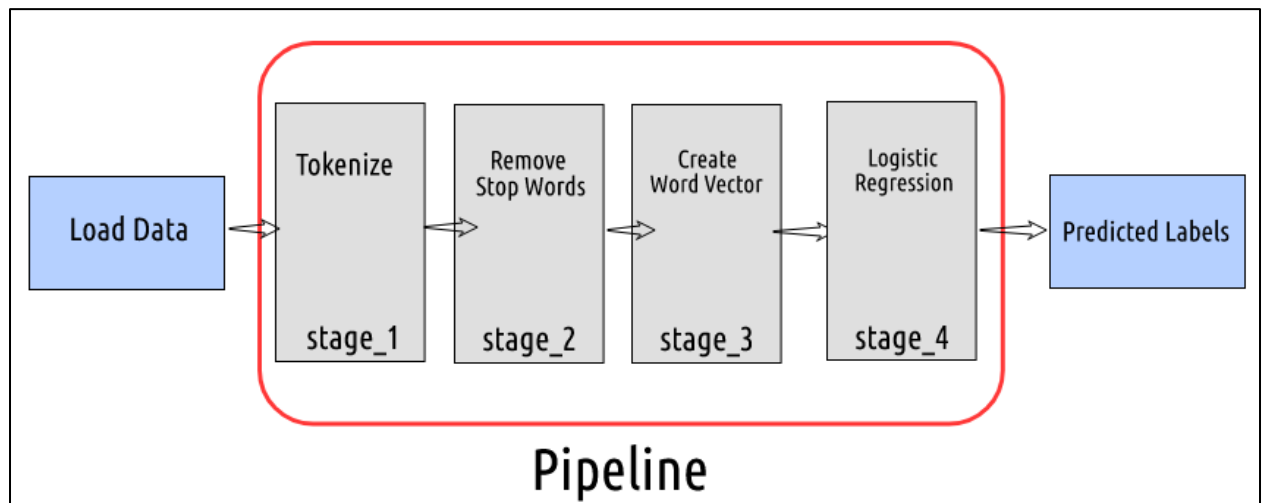 Load Data
Tokenize
stage_1
Remove
Stop Words
stage_2
Create
Word Vector
stage_3
Logistic
Regression
stage_4
Predicted Labels
Pipeline